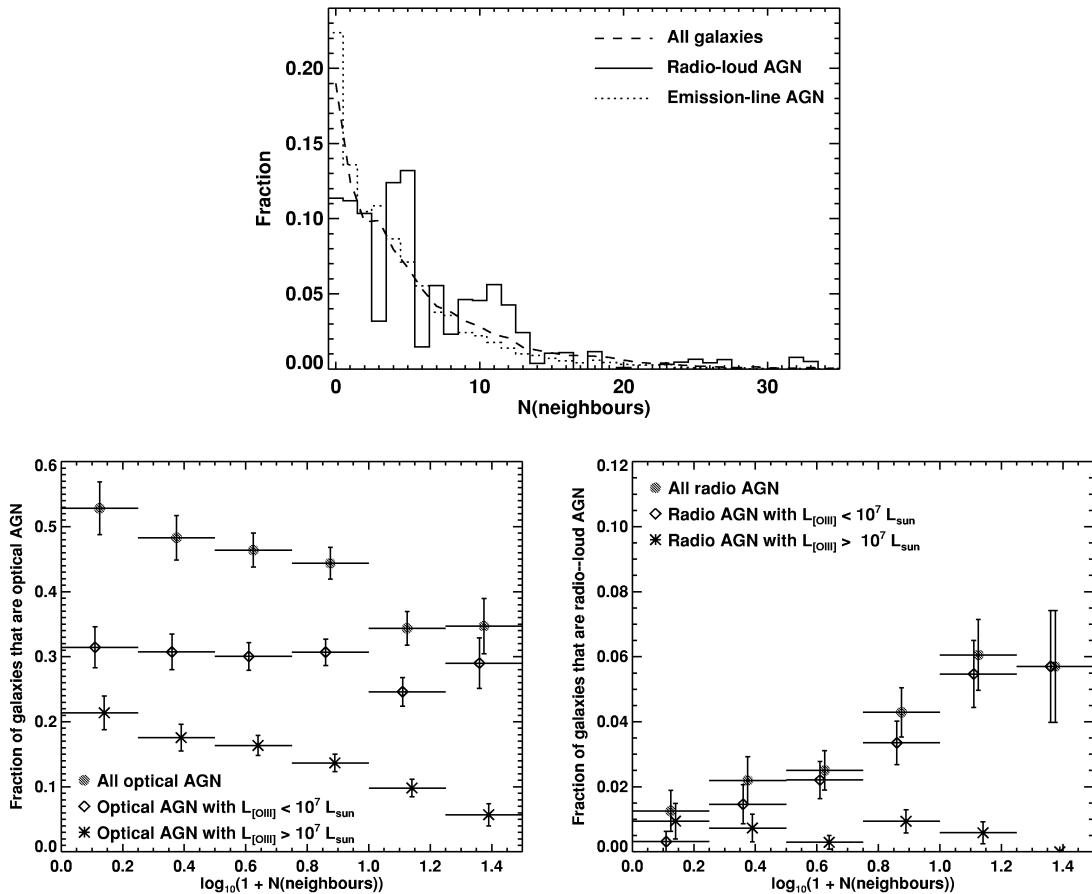 All galaxies
Radio-loud AGN
Emission-line AGN
0.20
0.15
0.10
0.05
0.00
Fraction
0 10 20 30
N(neighbours)
0.6
0.5
0.4
0.3
0.2
0.1
0.0
Fraction of galaxies that are optical AGN
All optical AGN
Optical AGN with L[OIII] < 10^7 Lsun
Optical AGN with L[OIII] > 10^7 Lsun
0.0 0.2 0.4 0.6 0.8 1.0 1.2 1.4
log10(1 + N(neighbours))
0.12
0.10
0.08
0.06
0.04
0.02
0.00
Fraction of galaxies that are radio--loud AGN
All radio AGN
Radio AGN with L[OIII] < 10^7 Lsun
Radio AGN with L[OIII] > 10^7 Lsun
0.0 0.2 0.4 0.6 0.8 1.0 1.2 1.4
log10(1 + N(neighbours))